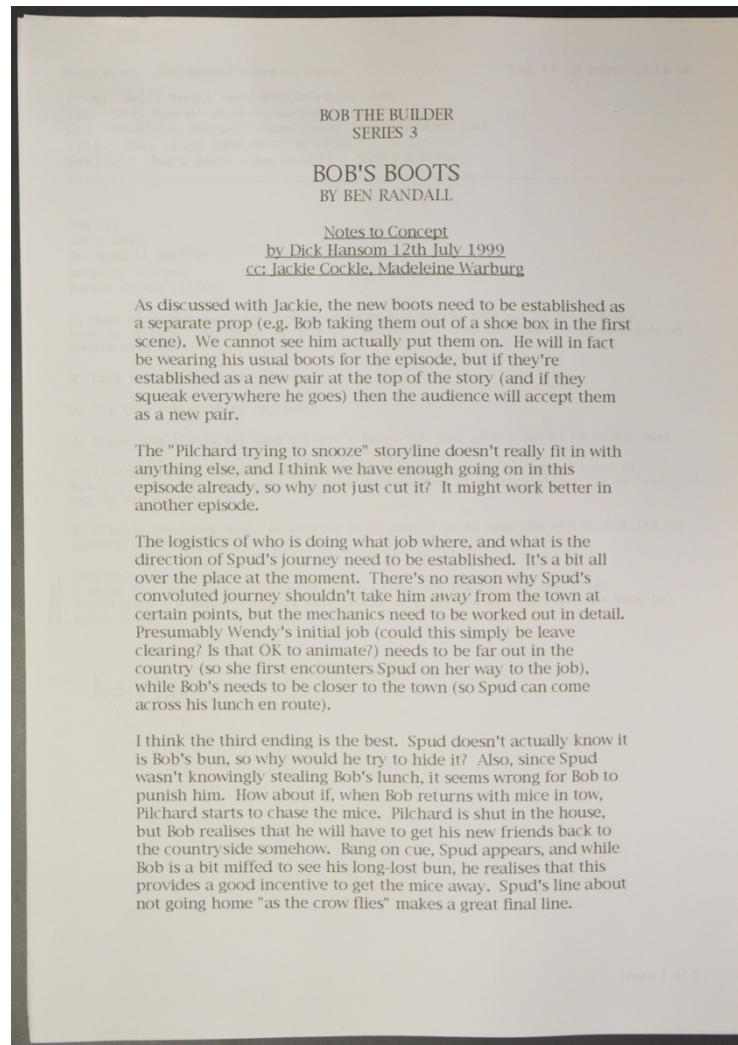 BOB THE BUILDER
SERIES 3
BOB'S BOOTS
BY BEN RANDALL
Notes to Concept
by Dick Hansom 12th July 1999
cc: Jackie Cockle, Madeleine Warburg
As discussed with Jackie, the new boots need to be established as
a separate prop (e.g. Bob taking them out of a shoe box in the first
scene). We cannot see him actually put them on. He will in fact
be wearing his usual boots for the episode, but if they're
established as a new pair at the top of the story (and if they
squeak everywhere he goes) then the audience will accept them
as a new pair.
The "Pilchard trying to snooze" storyline doesn't really fit in with
anything else, and I think we have enough going on in this
episode already, so why not just cut it? It might work better in
another episode.
The logistics of who is doing what job where, and what is the
direction of Spud's journey need to be established. It's a bit all
over the place at the moment. There's no reason why Spud's
convoluted journey shouldn't take him away from the town at
certain points, but the mechanics need to be worked out in detail.
Presumably Wendy's initial job (could this simply be leave
clearing? Is that OK to animate?) needs to be far out in the
country (so she first encounters Spud on her way to the job),
while Bob's needs to be closer to the town (so Spud can come
across his lunch en route).
I think the third ending is the best. Spud doesn't actually know it
is Bob's bun, so why would he try to hide it? Also, since Spud
wasn't knowingly stealing Bob's lunch, it seems wrong for Bob to
punish him. How about if, when Bob returns with mice in tow,
Pilchard starts to chase the mice. Pilchard is shut in the house,
but Bob realises that he will have to get his new friends back to
the countryside somehow. Bang on cue, Spud appears, and while
Bob is a bit miffed to see his long-lost bun, he realises that this
provides a good incentive to get the mice away. Spud's line about
not going home "as the crow flies" makes a great final line.